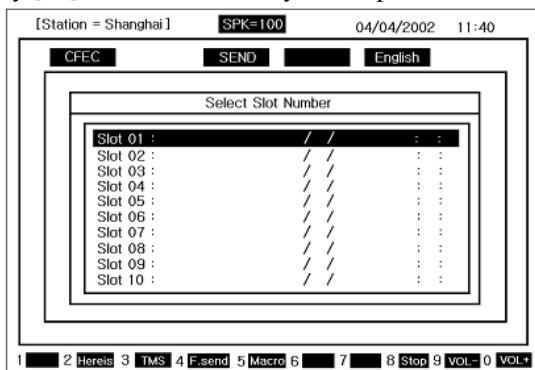 [Station = Shanghai] SPK=100 04/04/2002 11:40
CFEC SEND English
Select Slot Number
Slot 01 : / / : :
Slot 02 : / / : :
Slot 03 : / / : :
Slot 04 : / / : :
Slot 05 : / / : :
Slot 06 : / / : :
Slot 07 : / / : :
Slot 08 : / / : :
Slot 09 : / / : :
Slot 10 : / / : :
1 2 Hereis 3 TMS 4 F.send 5 Macro 6 7 8 Stop 9 VOL- 0 VOL+